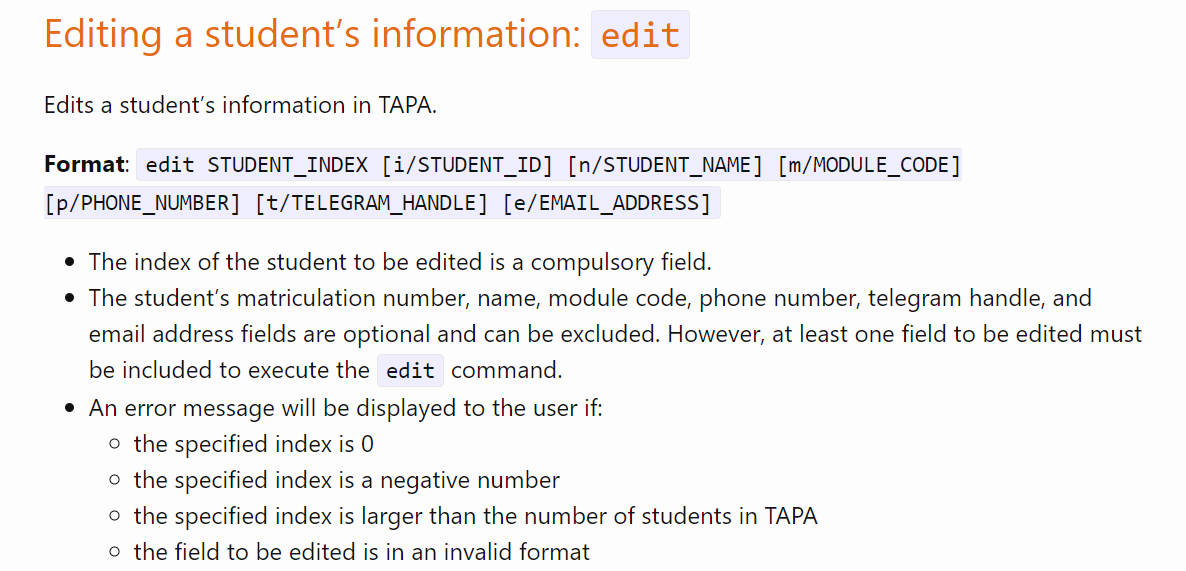 Editing a student’s information: edit
Edits a student’s information in TAPA.
Format: edit STUDENT_INDEX [i/STUDENT_ID] [n/STUDENT_NAME] [m/MODULE_CODE]
[p/PHONE_NUMBER] [t/TELEGRAM_HANDLE] [e/EMAIL_ADDRESS]
• The index of the student to be edited is a compulsory field.
• The student’s matriculation number, name, module code, phone number, telegram handle, and
email address fields are optional and can be excluded. However, at least one field to be edited must
be included to execute the edit command.
• An error message will be displayed to the user if:
◦ the specified index is 0
◦ the specified index is a negative number
◦ the specified index is larger than the number of students in TAPA
◦ the field to be edited is in an invalid format